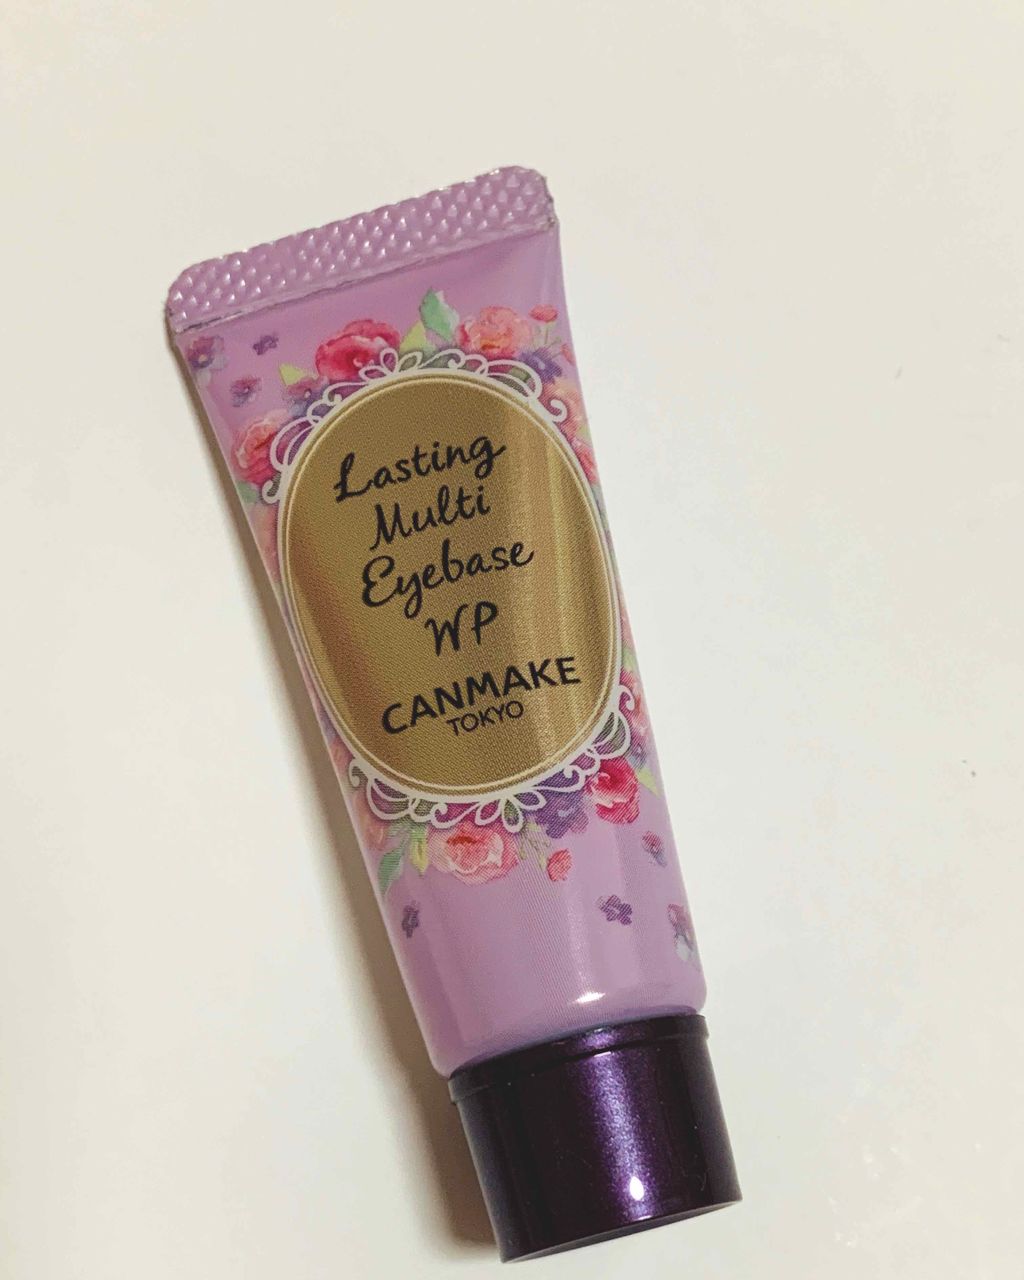 Lasting
Multi
Eyebase
WP
CANMAKE
TOKYO